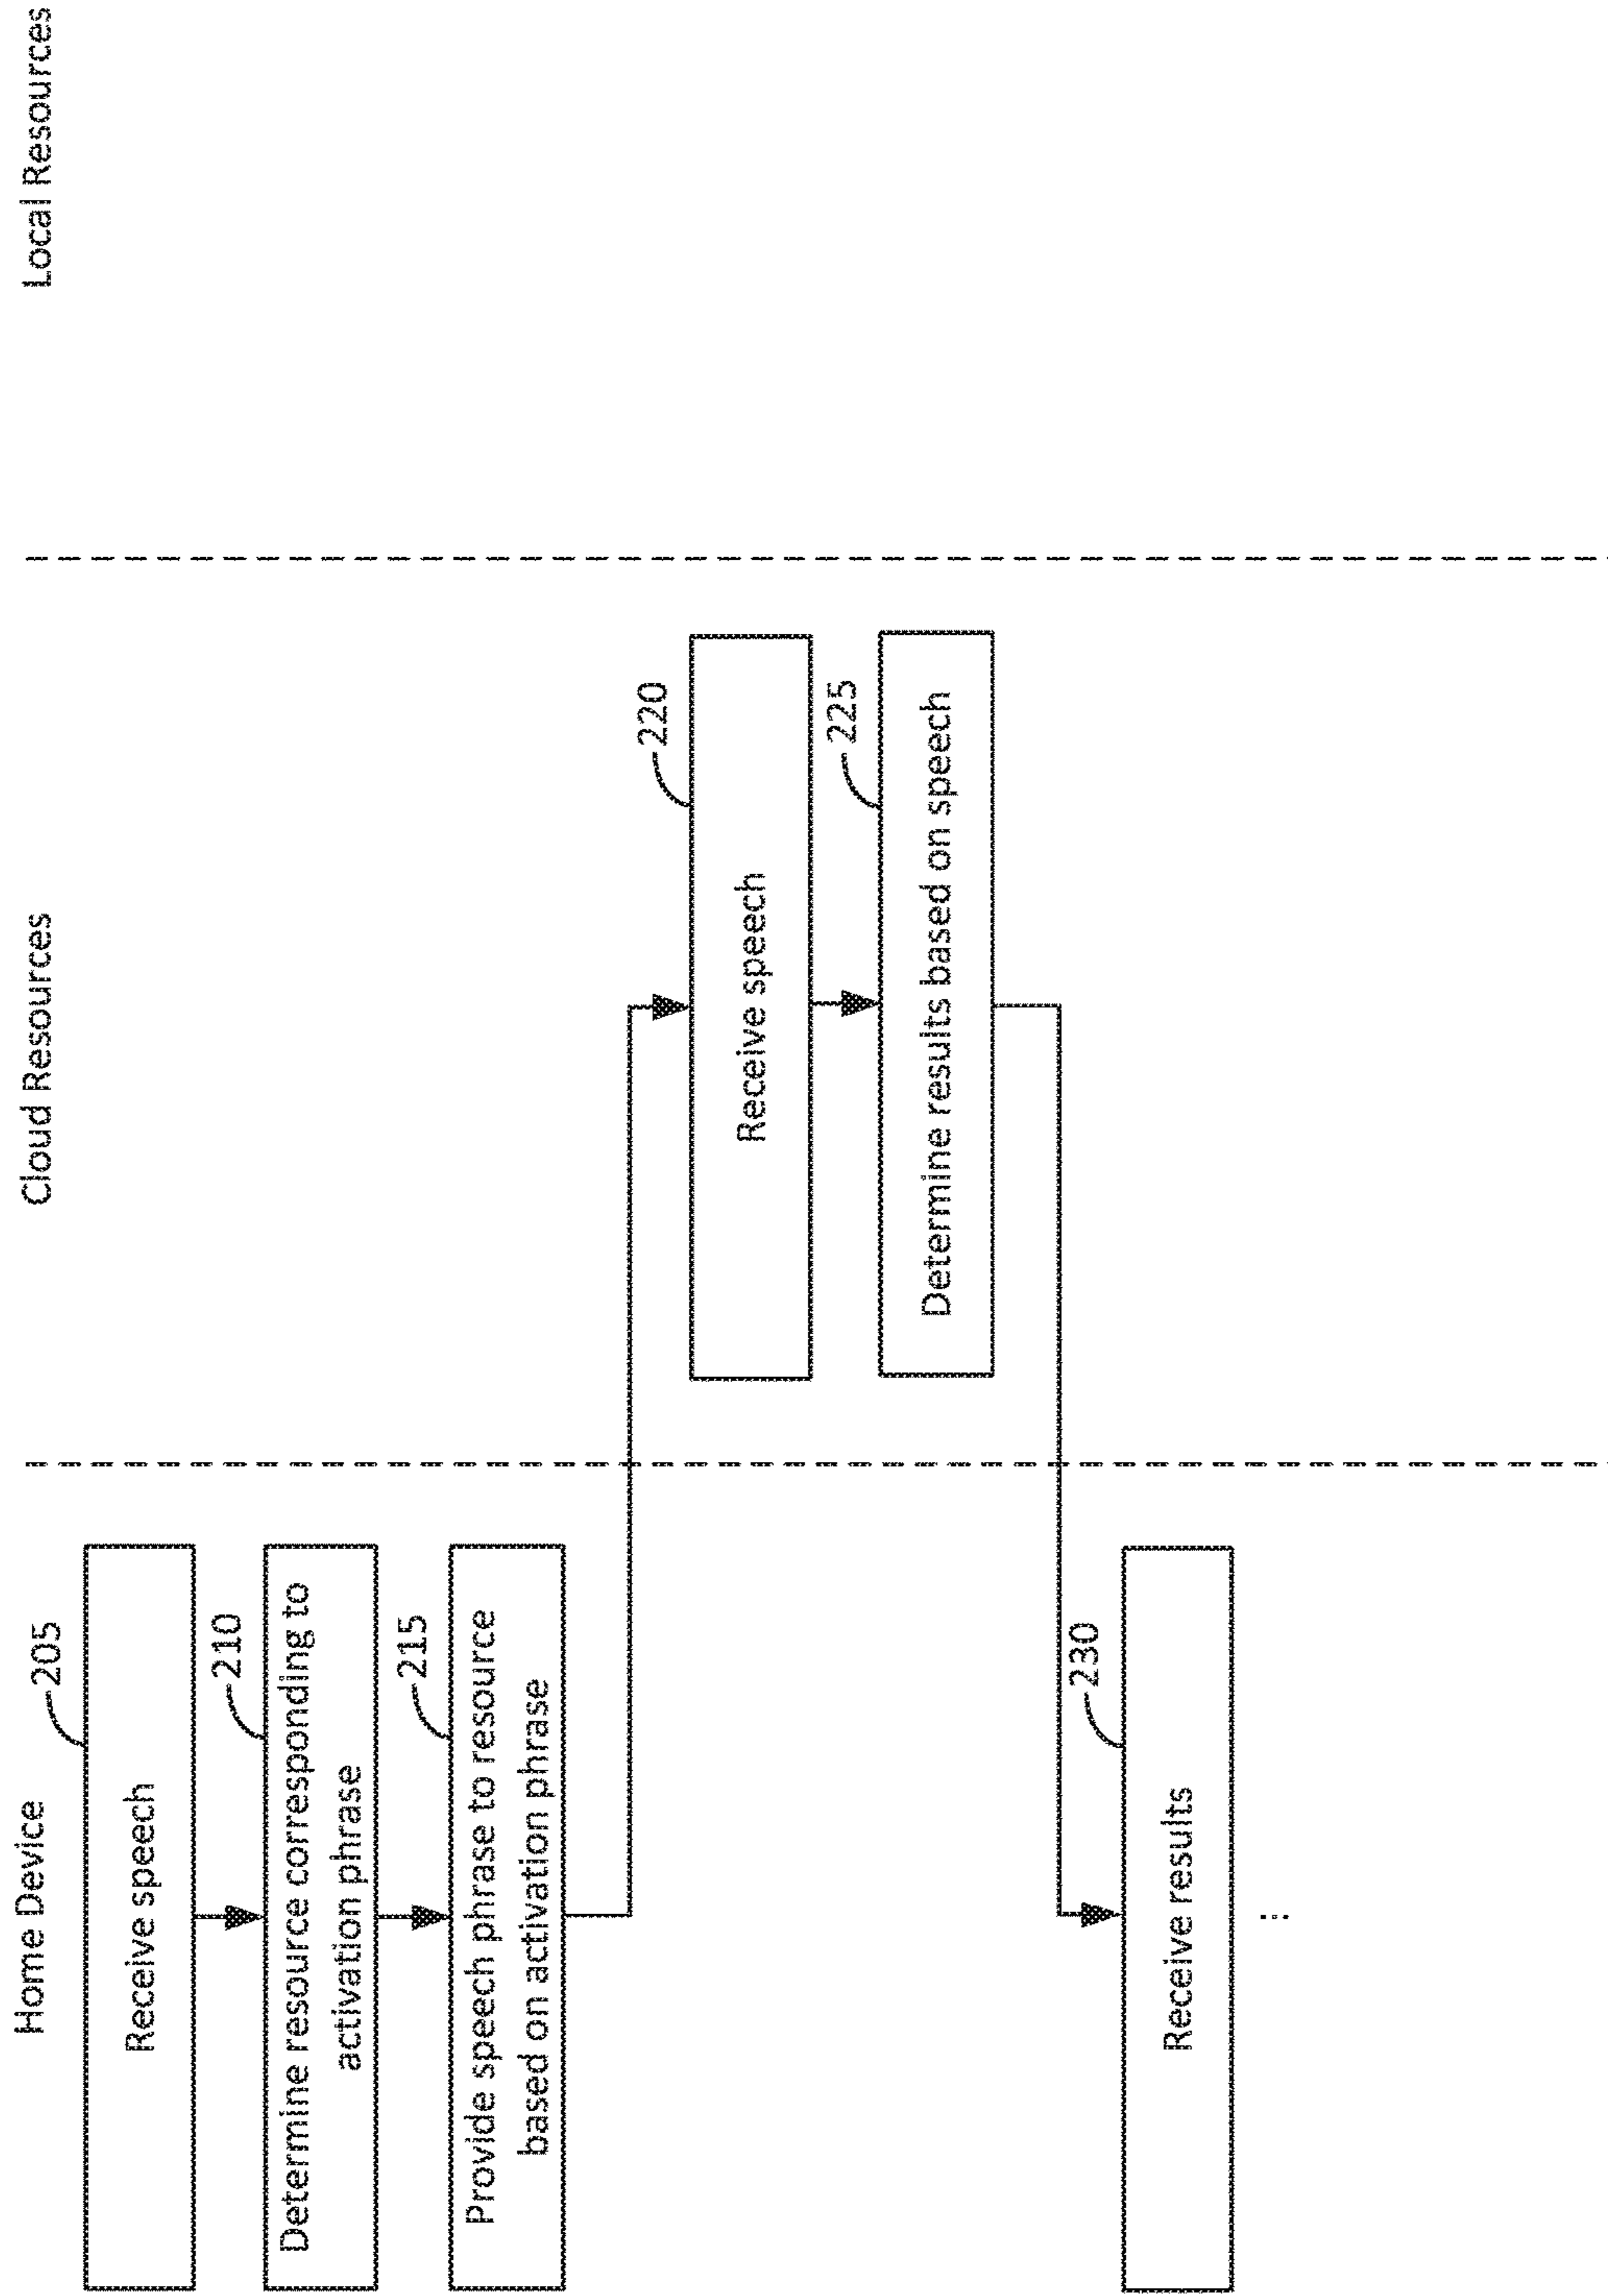 Home Device
Cloud Resources
Local Resources
205
Receive speech
210
Determine resource corresponding to
activation phrase
215
Provide speech phrase to resource
based on activation phrase
220
Receive speech
225
Determine results based on speech
230
Receive results
...